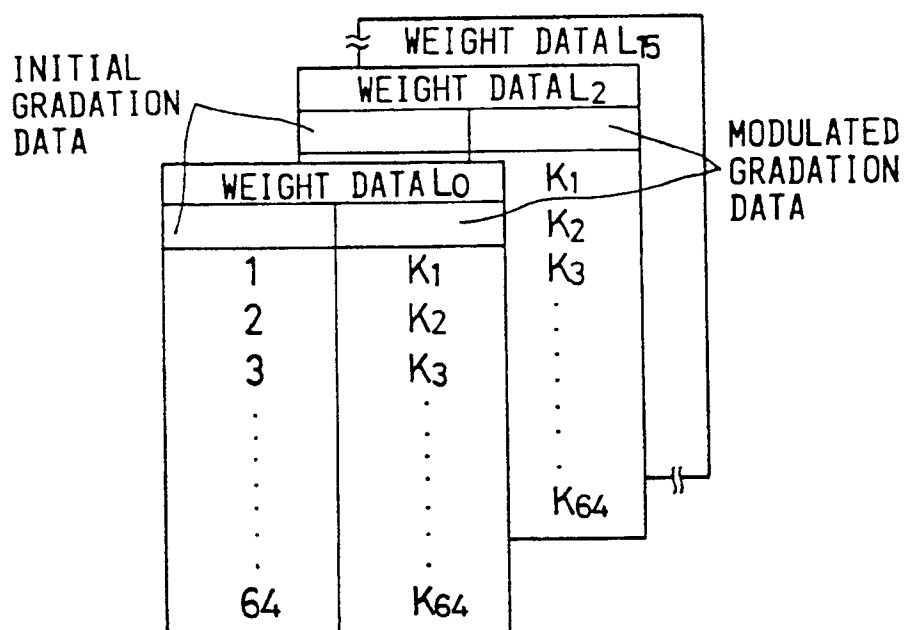 WEIGHT DATA L15
INITIAL
GRADATION
DATA
WEIGHT DATA L2
MODULATED
GRADATION
DATA
WEIGHT DATA L0
K1
K2
K3
K64
1 K1
2 K2
3 K3
64 K64